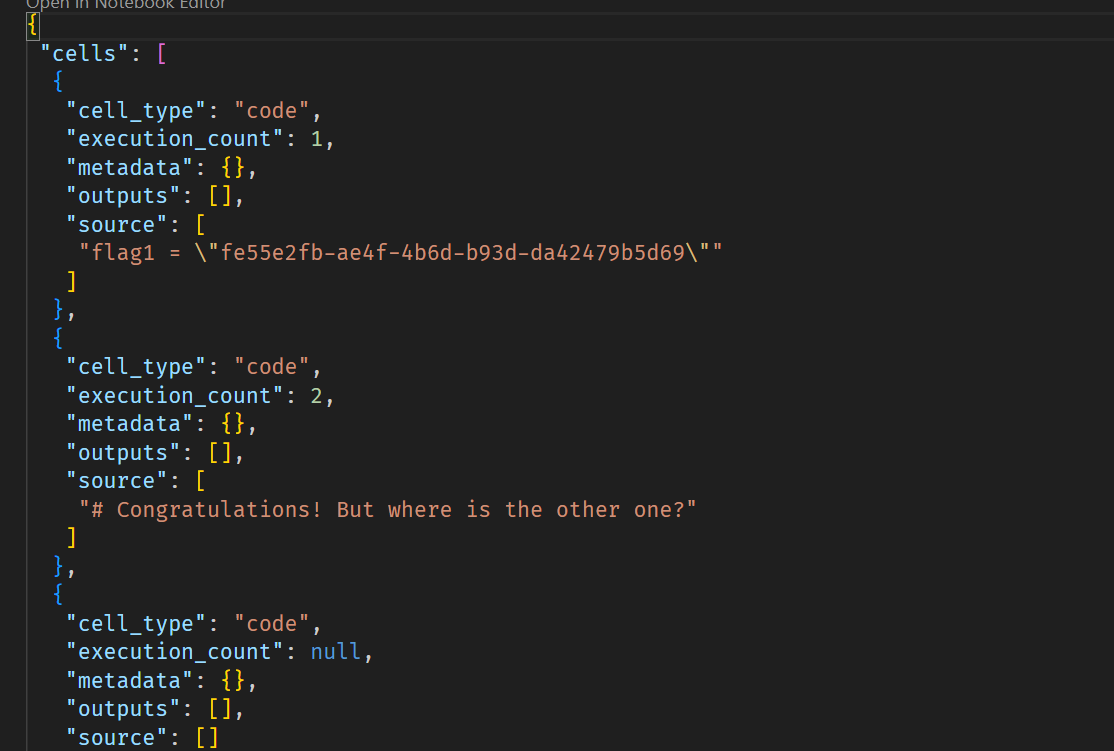 Open in Notebook Editor
{
"cells": [
{
"cell_type": "code",
"execution_count": 1,
"metadata": {},
"outputs": [],
"source": [
"flag1 = \"fe55e2fb-ae4f-4b6d-b93d-da42479b5d69\""
]
},
{
"cell_type": "code",
"execution_count": 2,
"metadata": {},
"outputs": [],
"source": [
"# Congratulations! But where is the other one?"
]
},
{
"cell_type": "code",
"execution_count": null,
"metadata": {},
"outputs": [],
"source": []